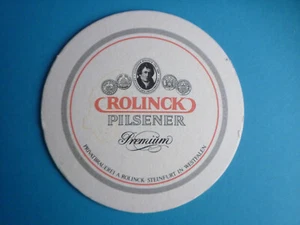 ROLINCK
PILSENER
Premium
PRIVATBRAUEREI A. ROLINCK STEINFURT IN WESTFALEN